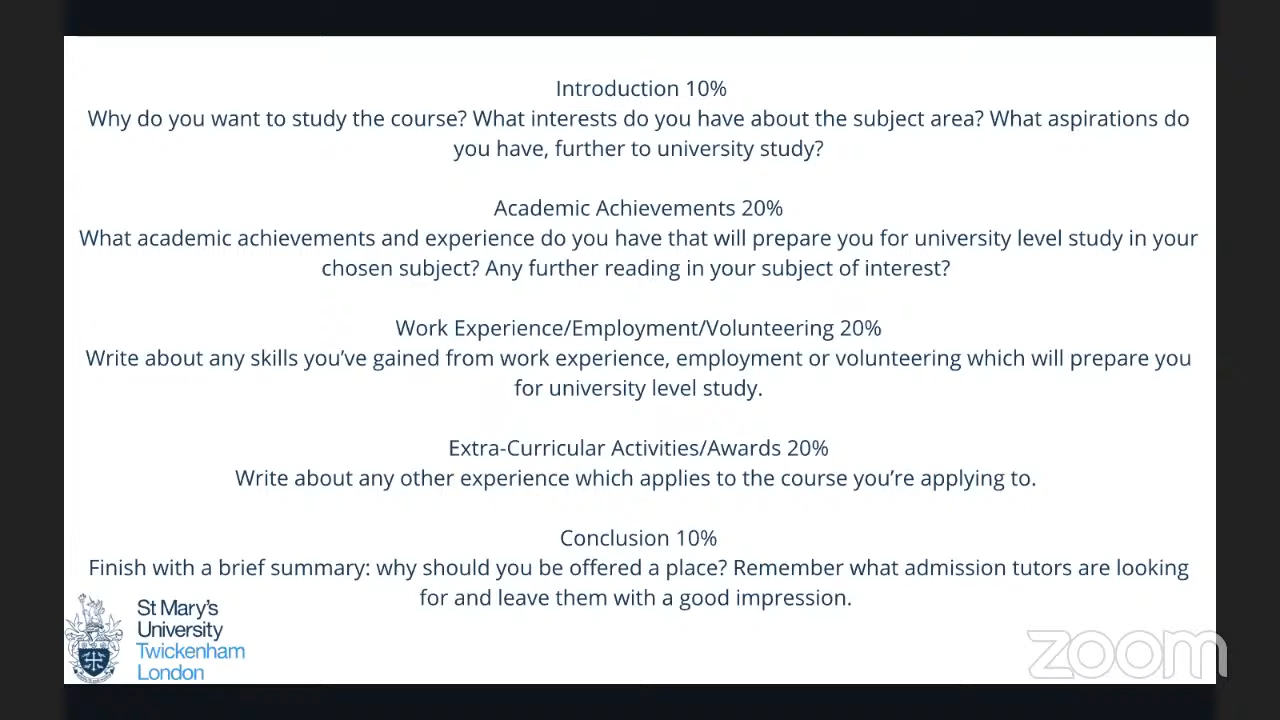 Introduction 10%
Why do you want to study the course? What interests do you have about the subject area? What aspirations do
you have, further to university study?
Academic Achievements 20%
What academic achievements and experience do you have that will prepare you for university level study in your
chosen subject? Any further reading in your subject of interest?
Work Experience/Employment/Volunteering 20%
Write about any skills you’ve gained from work experience, employment or volunteering which will prepare you
for university level study.
Extra-Curricular Activities/Awards 20%
Write about any other experience which applies to the course you’re applying to.
Conclusion 10%
Finish with a brief summary: why should you be offered a place? Remember what admission tutors are looking
for and leave them with a good impression.
St Mary’s
University
Twickenham
London
zoom